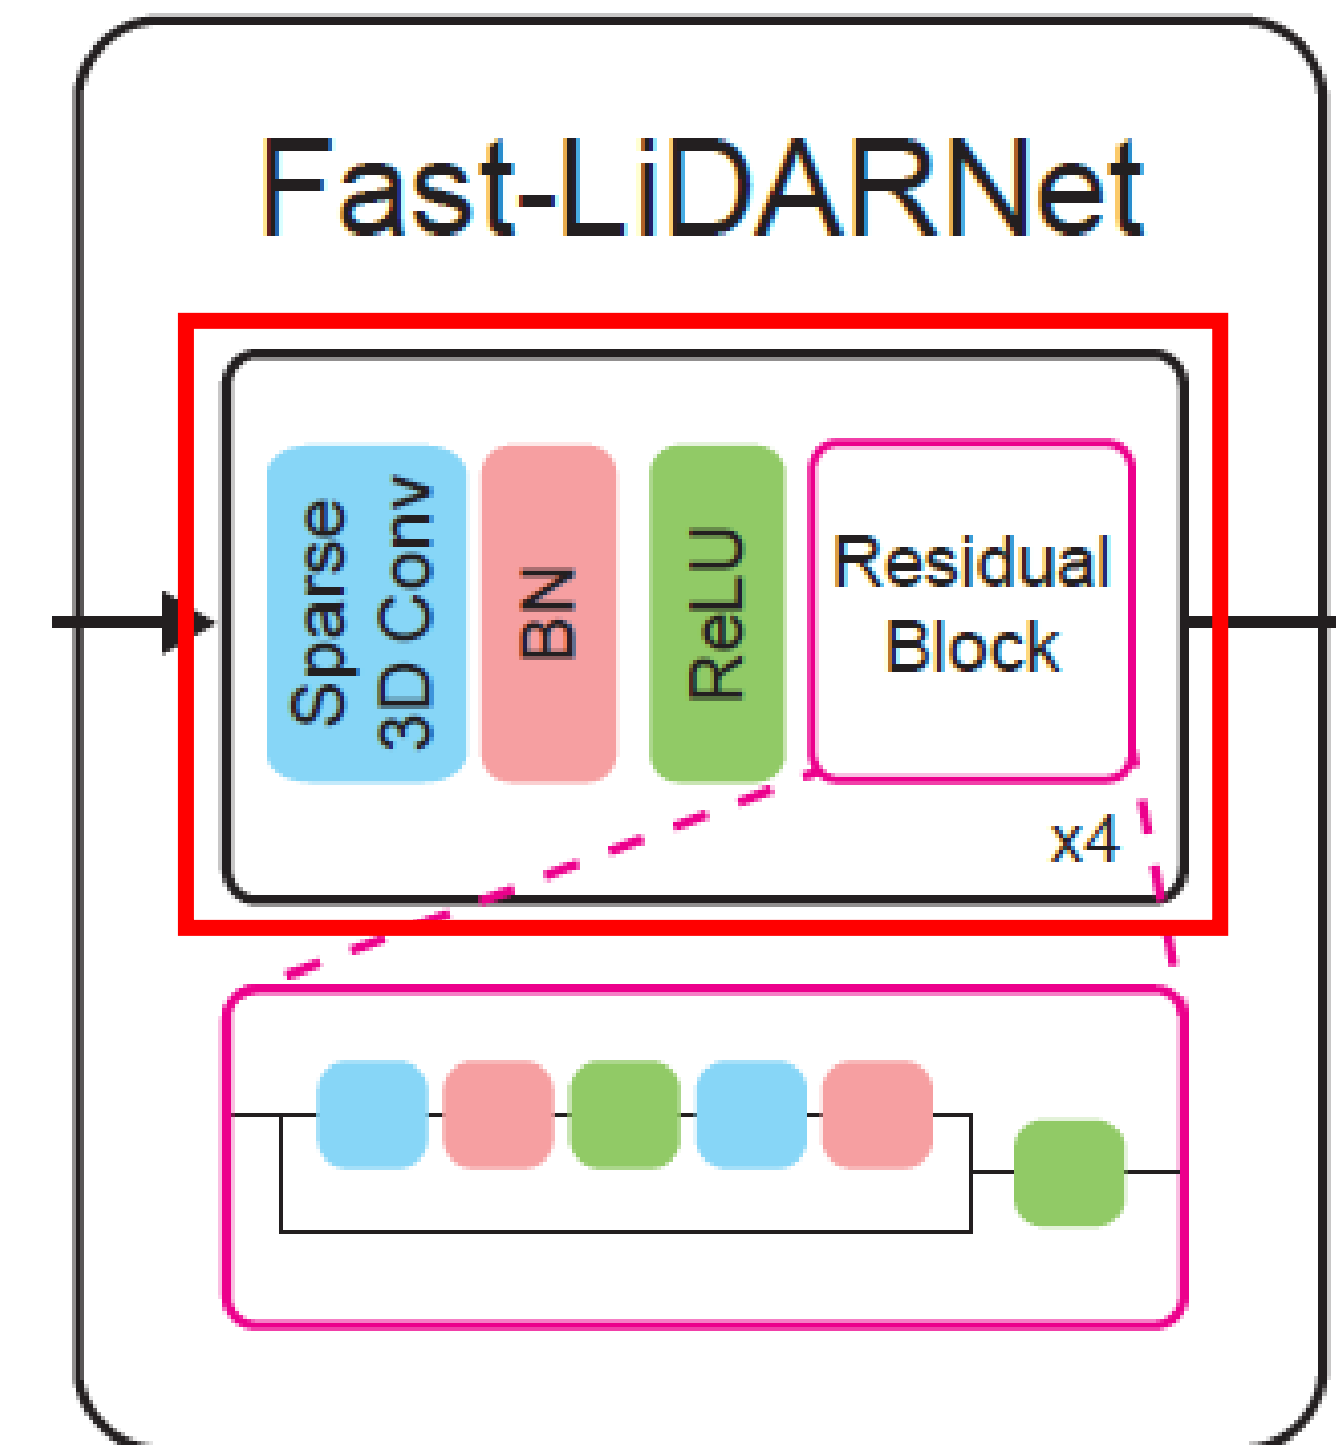 Fast-LiDARNet
Sparse
3D Conv
BN
ReLU
Residual
Block
x4